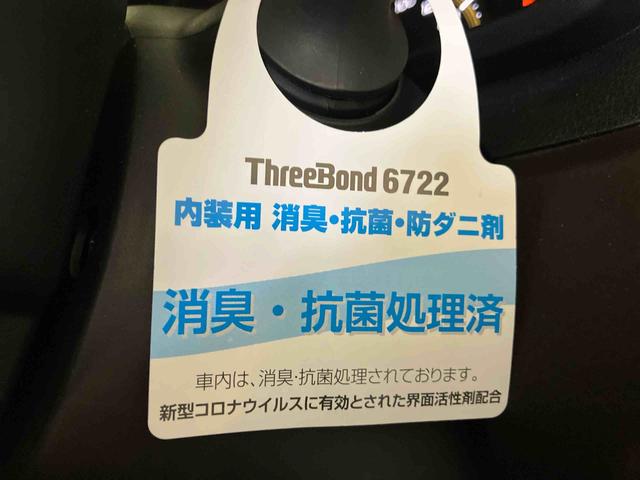 ThreeBond 6722
内装用 消臭・抗菌・防ダニ剤
消臭・抗菌処理済
車内は、消臭・抗菌処理されております。
新型コロナウイルスに有効とされた界面活性剤配合